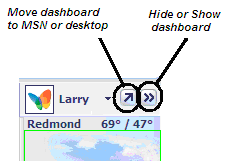 Move dashboard
to MSN or desktop
Hide or Show
dashboard
Larry
Redmond 69° / 47°